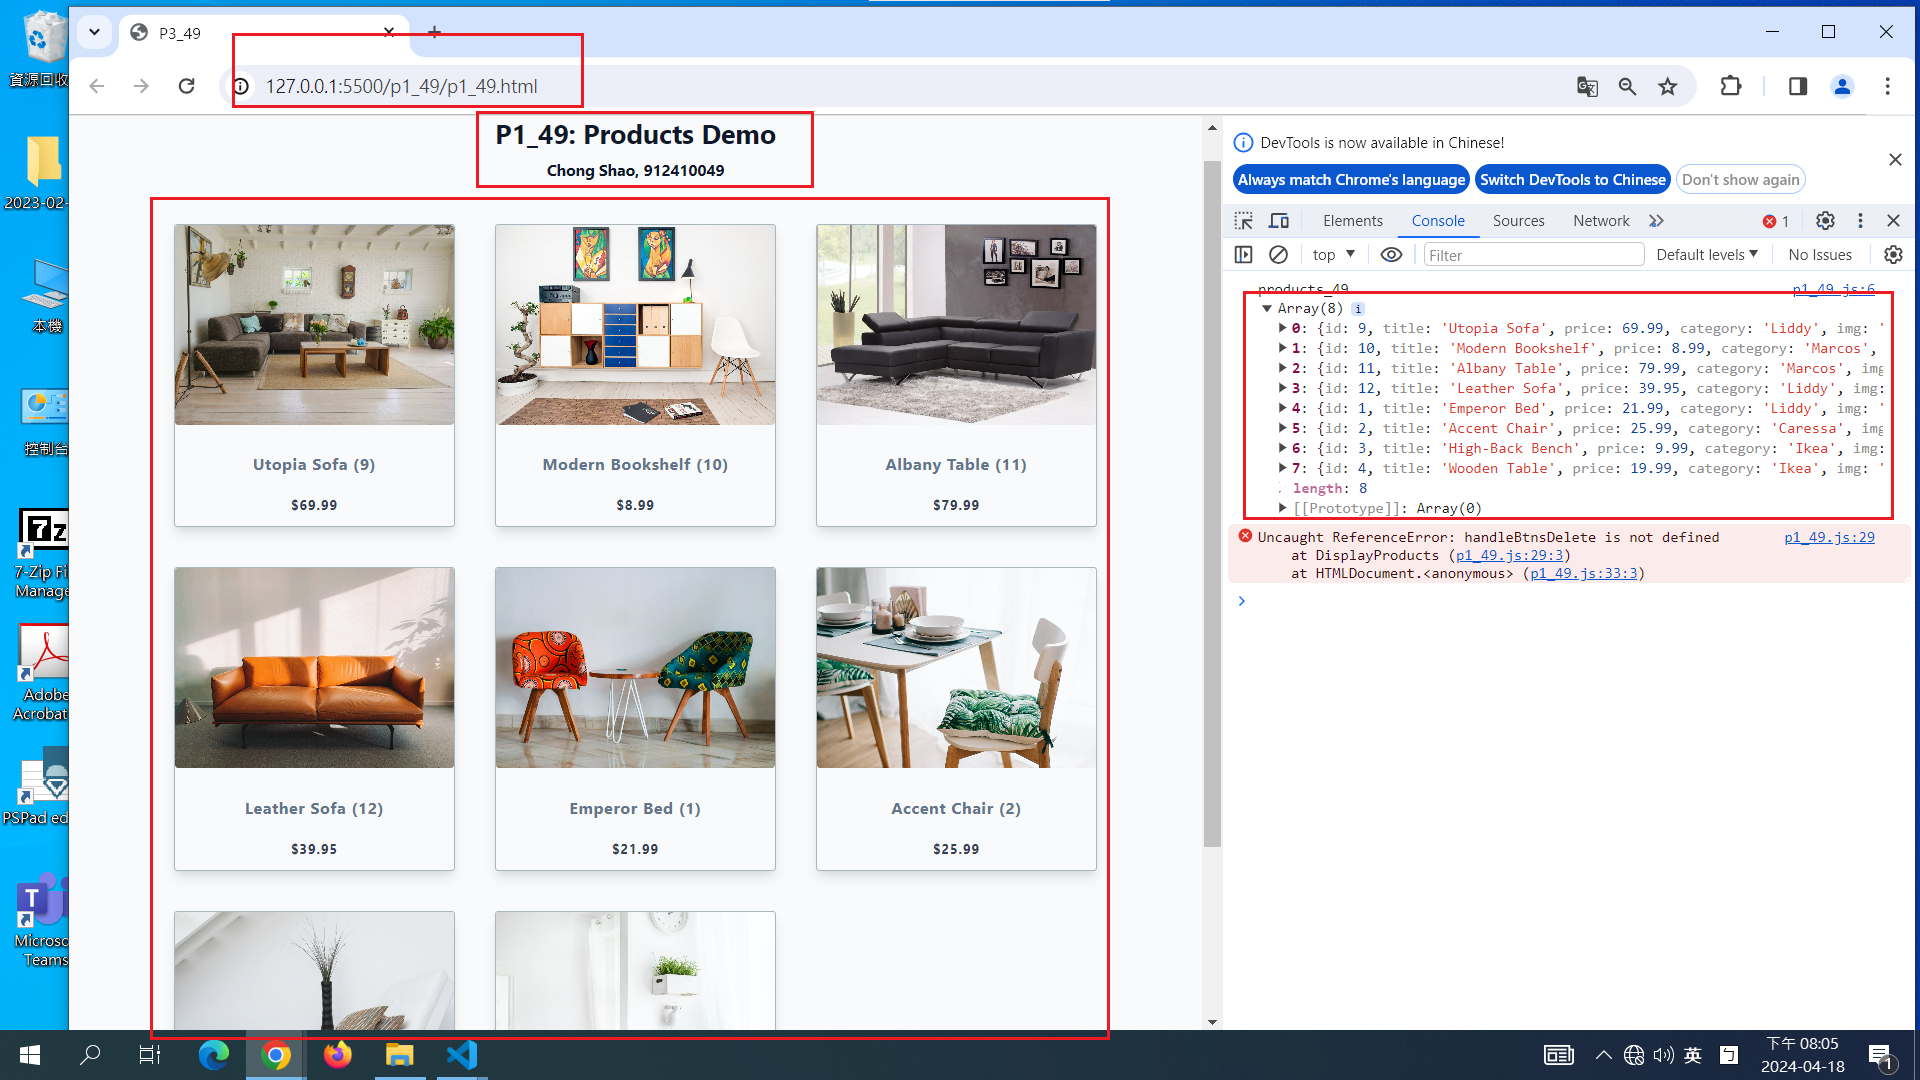 P3_49
127.0.0.1:5500/p1_49/p1_49.html
資源回收
2023-02-
本機
控制台
7-Zip Fi
Manage
Adobe
Acrobat
PSPad ed
Microso
Teams
P1_49: Products Demo
Chong Shao, 912410049
Utopia Sofa (9)
$69.99
Modern Bookshelf (10)
$8.99
Albany Table (11)
$79.99
Leather Sofa (12)
$39.95
Emperor Bed (1)
$21.99
Accent Chair (2)
$25.99
DevTools is now available in Chinese!
Always match Chrome's language Switch DevTools to Chinese Don't show again
Elements Console Sources Network 1
top Filter Default levels No Issues
products_49 p1_49.js:6
Array(8) i
0: {id: 9, title: 'Utopia Sofa', price: 69.99, category: 'Liddy', img: '
1: {id: 10, title: 'Modern Bookshelf', price: 8.99, category: 'Marcos',
2: {id: 11, title: 'Albany Table', price: 79.99, category: 'Marcos', img
3: {id: 12, title: 'Leather Sofa', price: 39.95, category: 'Liddy', img:
4: {id: 1, title: 'Emperor Bed', price: 21.99, category: 'Liddy', img: '
5: {id: 2, title: 'Accent Chair', price: 25.99, category: 'Caressa', img
6: {id: 3, title: 'High-Back Bench', price: 9.99, category: 'Ikea', img:
7: {id: 4, title: 'Wooden Table', price: 19.99, category: 'Ikea', img: '
length: 8
[[Prototype]]: Array(0)
Uncaught ReferenceError: handleBtnsDelete is not defined p1_49.js:29
at DisplayProducts (p1_49.js:29:3)
at HTMLDocument.<anonymous> (p1_49.js:33:3)
英
下午 08:05
2024-04-18
1